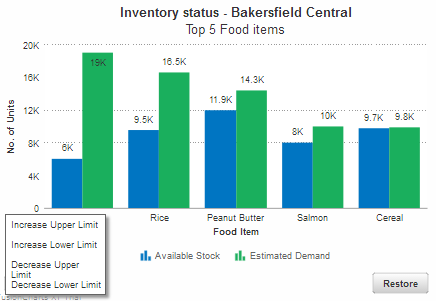 Inventory status - Bakersfield Central
Top 5 Food items
20K
16K
12K
8K
4K
0K
No. of Units
6K
19K
9.5K
16.5K
11.9K
14.3K
8K
10K
9.7K
9.8K
Rice
Peanut Butter
Salmon
Cereal
Food Item
Available Stock
Estimated Demand
Increase Upper Limit
Increase Lower Limit
Decrease Upper
Limit
Decrease Lower Limit
Restore